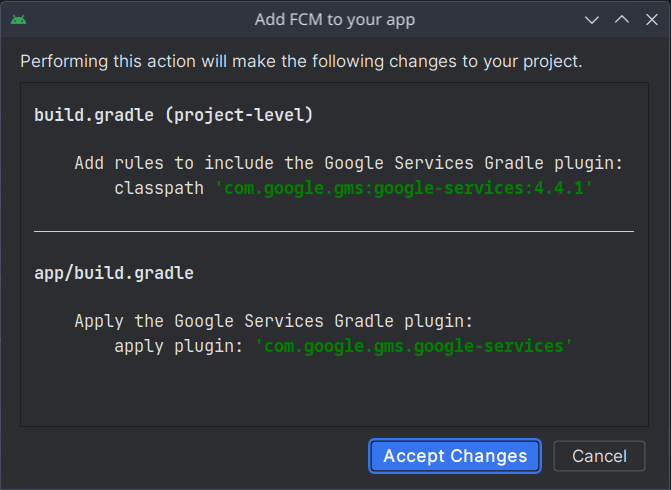 Add FCM to your app
Performing this action will make the following changes to your project.
build.gradle (project-level)
Add rules to include the Google Services Gradle plugin:
classpath 'com.google.gms:google-services:4.4.1'
app/build.gradle
Apply the Google Services Gradle plugin:
apply plugin: 'com.google.gms.google-services'
Accept Changes
Cancel